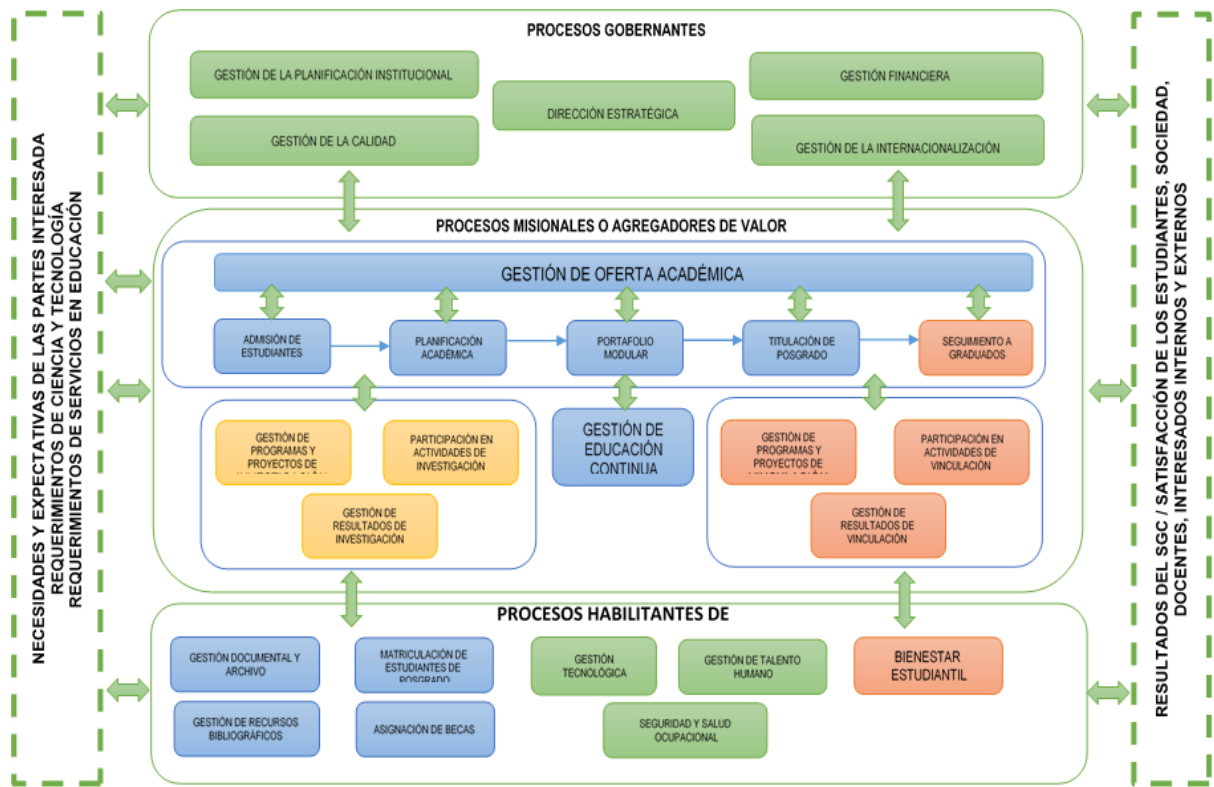 NECESIDADES Y EXPECTATIVAS DE LAS PARTES INTERESADA
REQUERIMIENTOS DE CIENCIA Y TECNOLOGÍA
REQUERIMIENTOS DE SERVICIOS EN EDUCACIÓN
PROCESOS GOBERNANTES
GESTIÓN DE LA PLANIFICACIÓN INSTITUCIONAL
GESTIÓN FINANCIERA
DIRECCIÓN ESTRATÉGICA
GESTIÓN DE LA CALIDAD
GESTIÓN DE LA INTERNACIONALIZACIÓN
PROCESOS MISIONALES O AGREGADORES DE VALOR
GESTIÓN DE OFERTA ACADÉMICA
ADMISIÓN DE
ESTUDIANTES
PLANIFICACIÓN
ACADÉMICA
PORTAFOLIO
MODULAR
TITULACIÓN DE
POSGRADO
SEGUIMIENTO A
GRADUADOS
GESTIÓN DE
PROGRAMAS Y
PROYECTOS DE
PARTICIPACIÓN EN
ACTIVIDADES DE
INVESTIGACIÓN
GESTIÓN DE
RESULTADOS DE
INVESTIGACIÓN
GESTIÓN DE
EDUCACIÓN
CONTINUA
GESTIÓN DE
PROGRAMAS Y
PROYECTOS DE
PARTICIPACIÓN EN
ACTIVIDADES DE
VINCULACIÓN
GESTIÓN DE
RESULTADOS DE
VINCULACIÓN
PROCESOS HABILITANTES DE
GESTIÓN DOCUMENTAL Y
ARCHIVO
MATRICULACIÓN DE
ESTUDIANTES DE
POSGRADO
GESTIÓN DE RECURSOS
BIBLIOGRÁFICOS
ASIGNACIÓN DE BECAS
GESTIÓN
TECNOLÓGICA
GESTIÓN DE TALENTO
HUMANO
SEGURIDAD Y SALUD
OCUPACIONAL
BIENESTAR
ESTUDIANTIL
RESULTADOS DEL SGC / SATISFACCIÓN DE LOS ESTUDIANTES, SOCIEDAD,
DOCENTES, INTERESADOS INTERNOS Y EXTERNOS